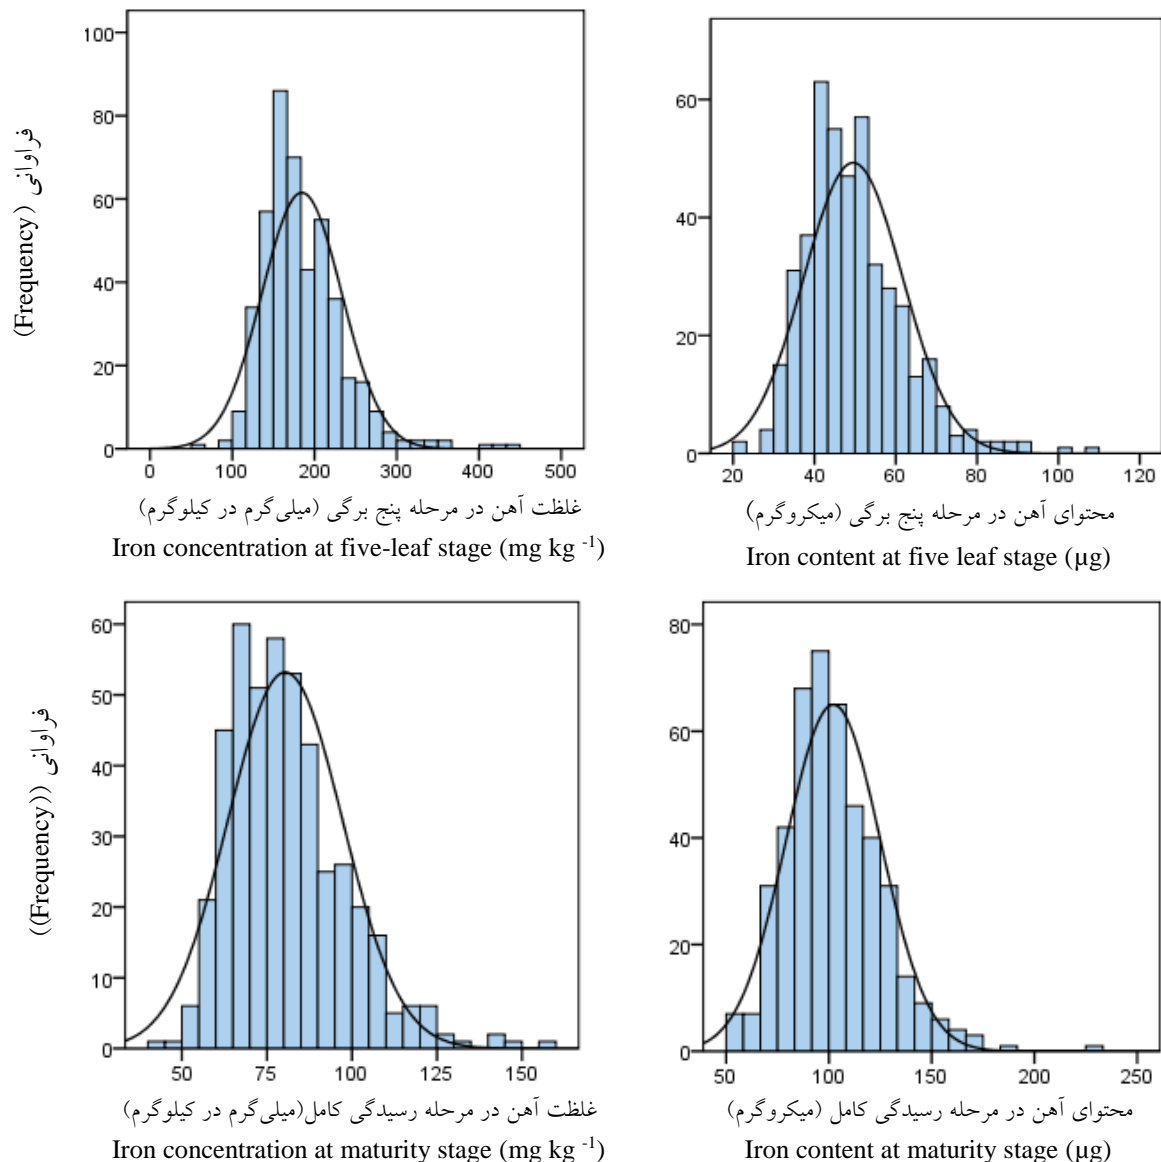 فراوانی (Frequency)
100
80
60
40
20
0
0 100 200 300 400 500
غلظت آهن در مرحله پنج برگی (میلی‌گرم در کیلوگرم)
Iron concentration at five-leaf stage (mg kg -1)
60
40
20
0
20 40 60 80 100 120
محتوای آهن در مرحله پنج برگی (میکروگرم)
Iron content at five leaf stage (µg)
فراوانی ((Frequency))
60
50
40
30
20
10
0
50 75 100 125 150
غلظت آهن در مرحله رسیدگی کامل(میلی‌گرم در کیلوگرم)
Iron concentration at maturity stage (mg kg -1)
80
60
40
20
0
50 100 150 200 250
محتوای آهن در مرحله رسیدگی کامل (میکروگرم)
Iron content at maturity stage (µg)